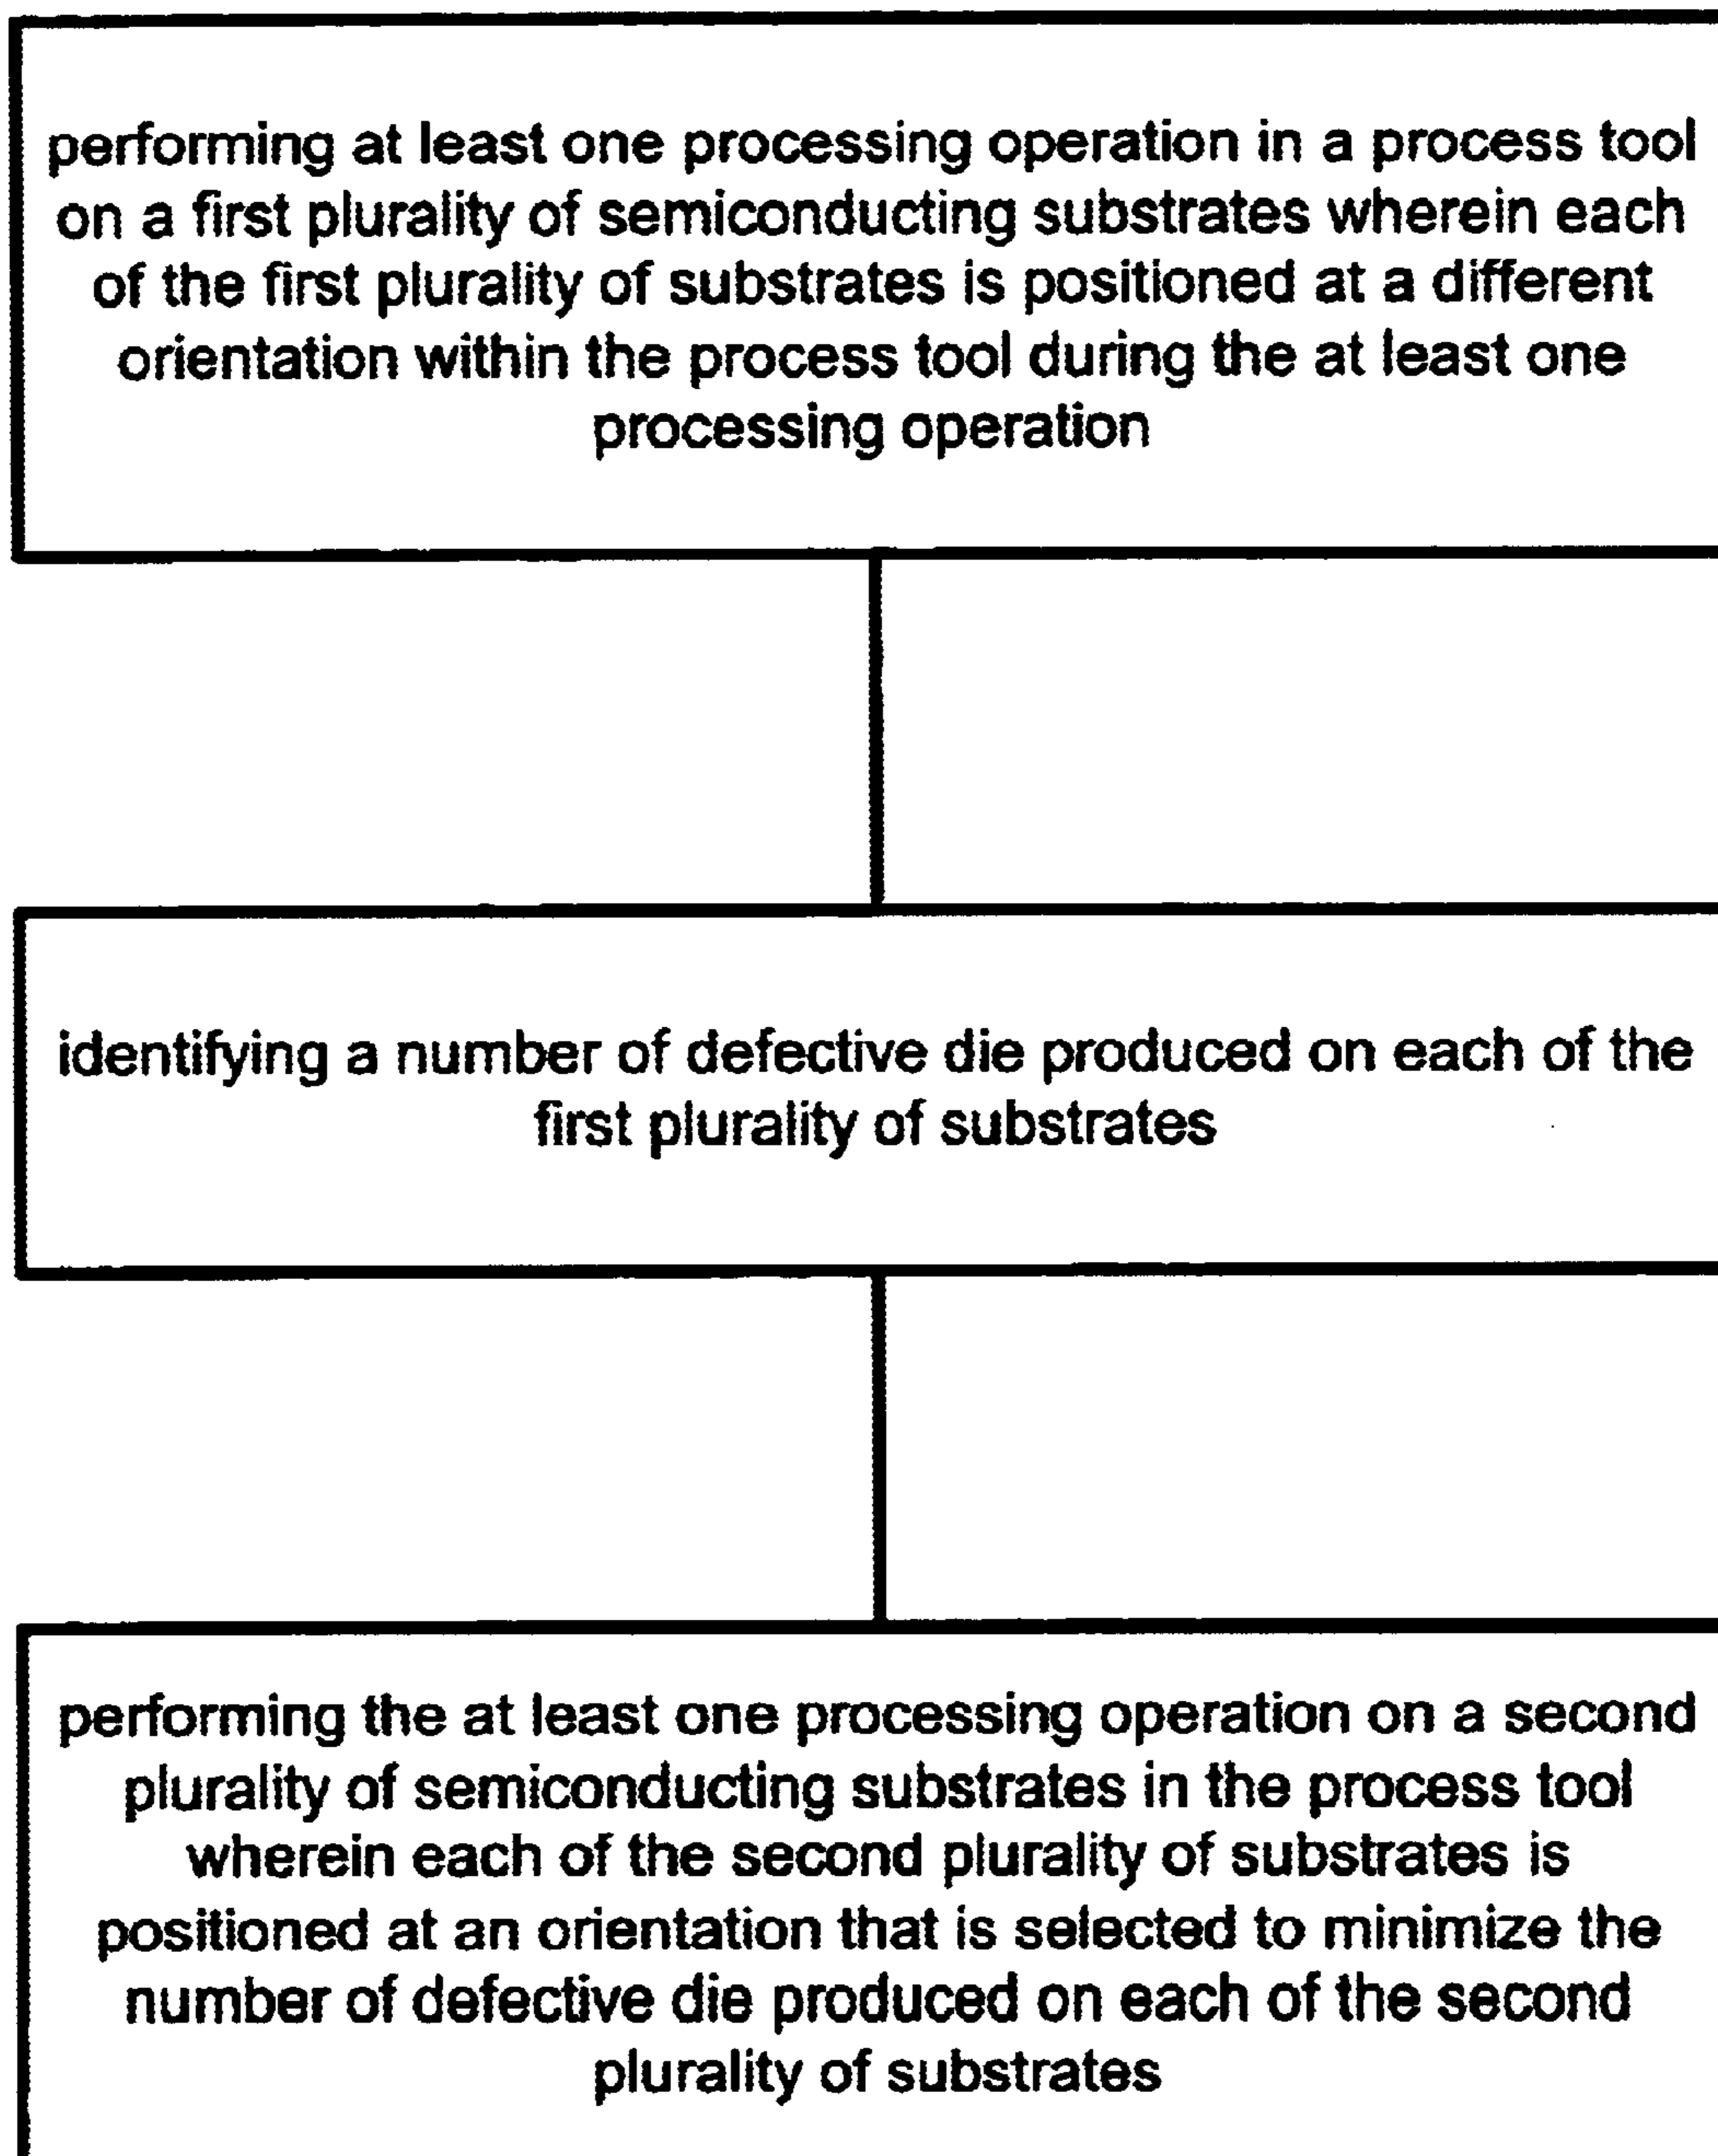 performing at least one processing operation in a process tool
on a first plurality of semiconducting substrates wherein each
of the first plurality of substrates is positioned at a different
orientation within the process tool during the at least one
processing operation
identifying a number of defective die produced on each of the
first plurality of substrates
performing the at least one processing operation on a second
plurality of semiconducting substrates in the process tool
wherein each of the second plurality of substrates is
positioned at an orientation that is selected to minimize the
number of defective die produced on each of the second
plurality of substrates